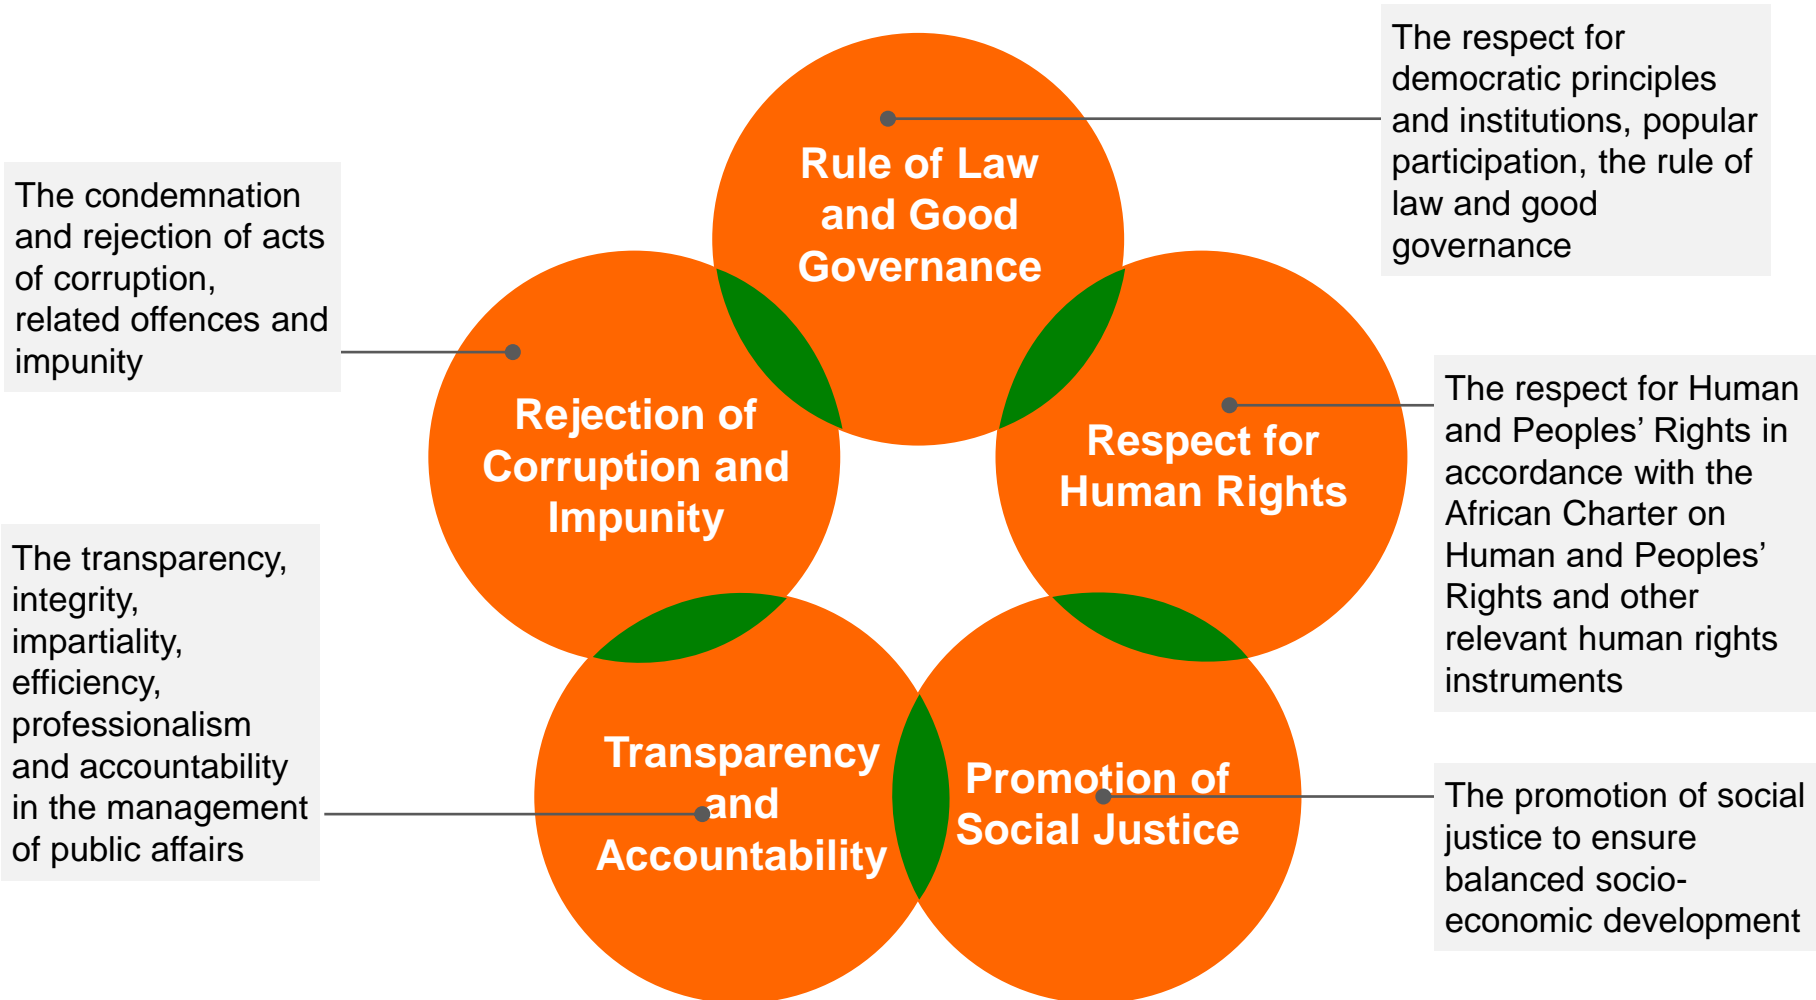 The respect for
democratic principles
and institutions, popular
participation, the rule of
law and good
governance
Rule of Law
and Good
Governance
The condemnation
and rejection of acts
of corruption,
related offences and
impunity
Rejection of
Corruption and
Impunity
Respect for
Human Rights
The respect for Human
and Peoples’ Rights in
accordance with the
African Charter on
Human and Peoples’
Rights and other
relevant human rights
instruments
The transparency,
integrity,
impartiality,
efficiency,
professionalism
and accountability
in the management
of public affairs
Transparency
and
Accountability
Promotion of
Social Justice
The promotion of social
justice to ensure
balanced socio-
economic development